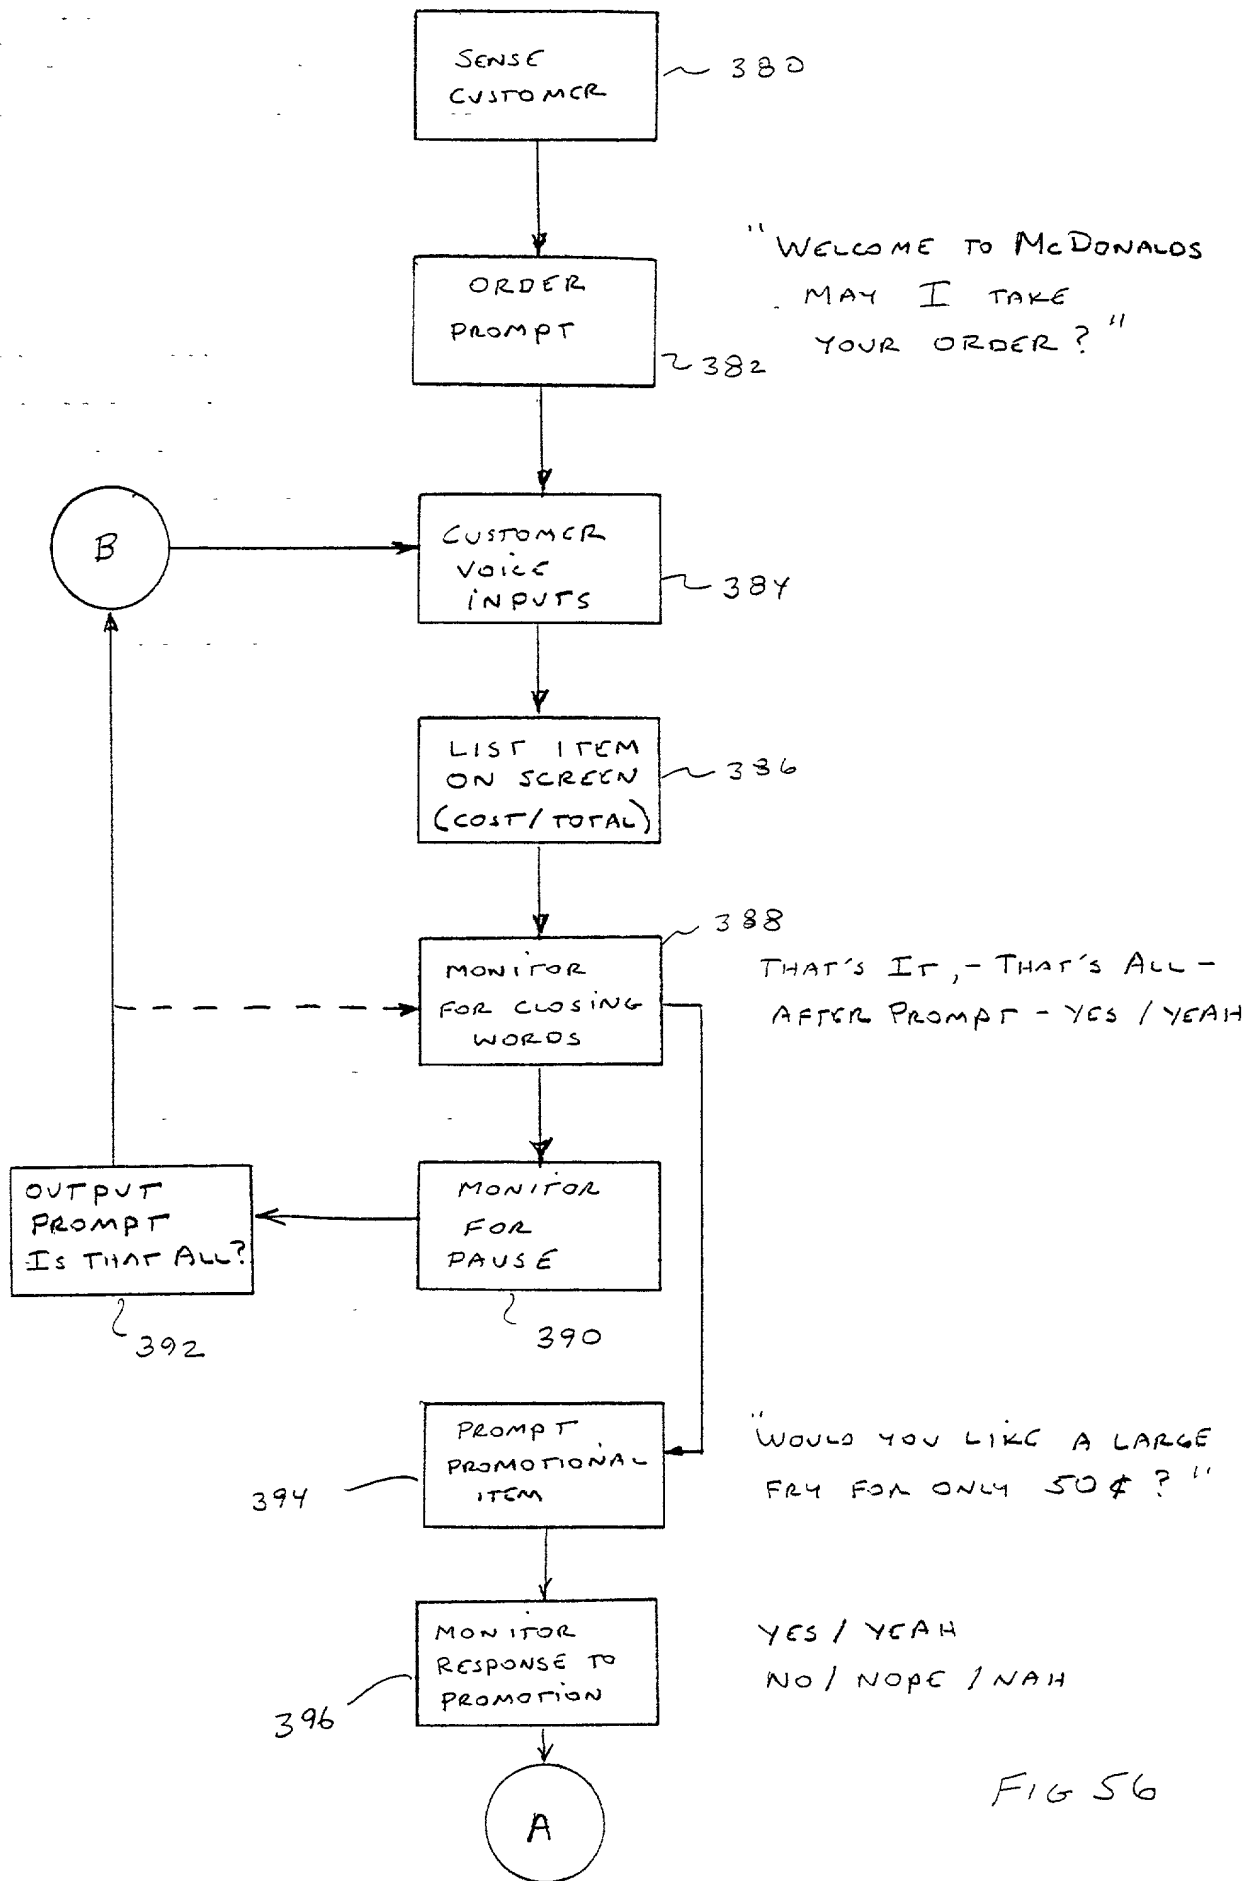 SENSE
CUSTOMER
380
ORDER
PROMPT
382
"WELCOME TO McDONALDS
MAY I TAKE
YOUR ORDER?"
B
CUSTOMER
VOICE
INPUTS
384
LIST ITEM
ON SCREEN
(COST/TOTAL)
386
MONITOR
FOR CLOSING
WORDS
388
THAT'S IT, - THAT'S ALL -
AFTER PROMPT - YES / YEAH
OUTPUT
PROMPT
IS THAT ALL?
392
MONITOR
FOR
PAUSE
390
PROMPT
PROMOTIONAL
ITEM
394
"WOULD YOU LIKE A LARGE
FRY FOR ONLY 50¢?"
MONITOR
RESPONSE TO
PROMOTION
396
YES / YEAH
NO / NOPE / NAH
A
FIG 56